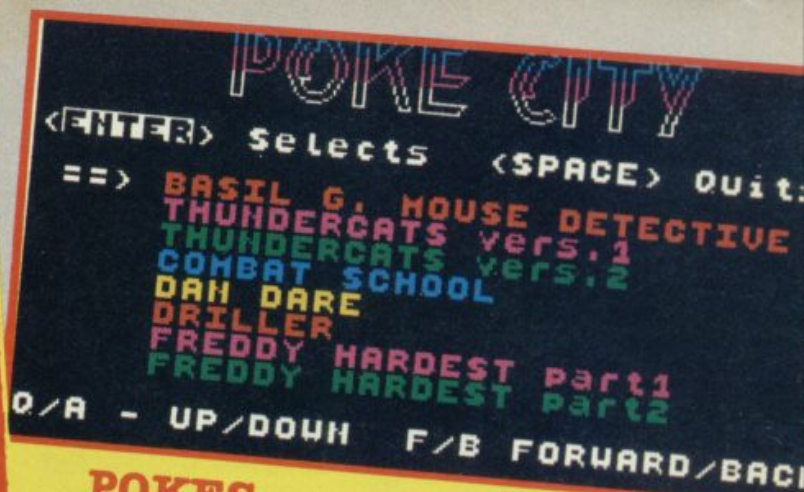 POKE CITY
<ENTER> Selects <SPACE> Quit
==> BASIL G. MOUSE DETECTIVE
THUNDERCATS vers.1
THUNDERCATS vers.2
COMBAT SCHOOL
DAN DARE
DRILLER
FREDDY HARDEST part1
FREDDY HARDEST part2
Q/A - UP/DOWN F/B FORWARD/BACK
POKES